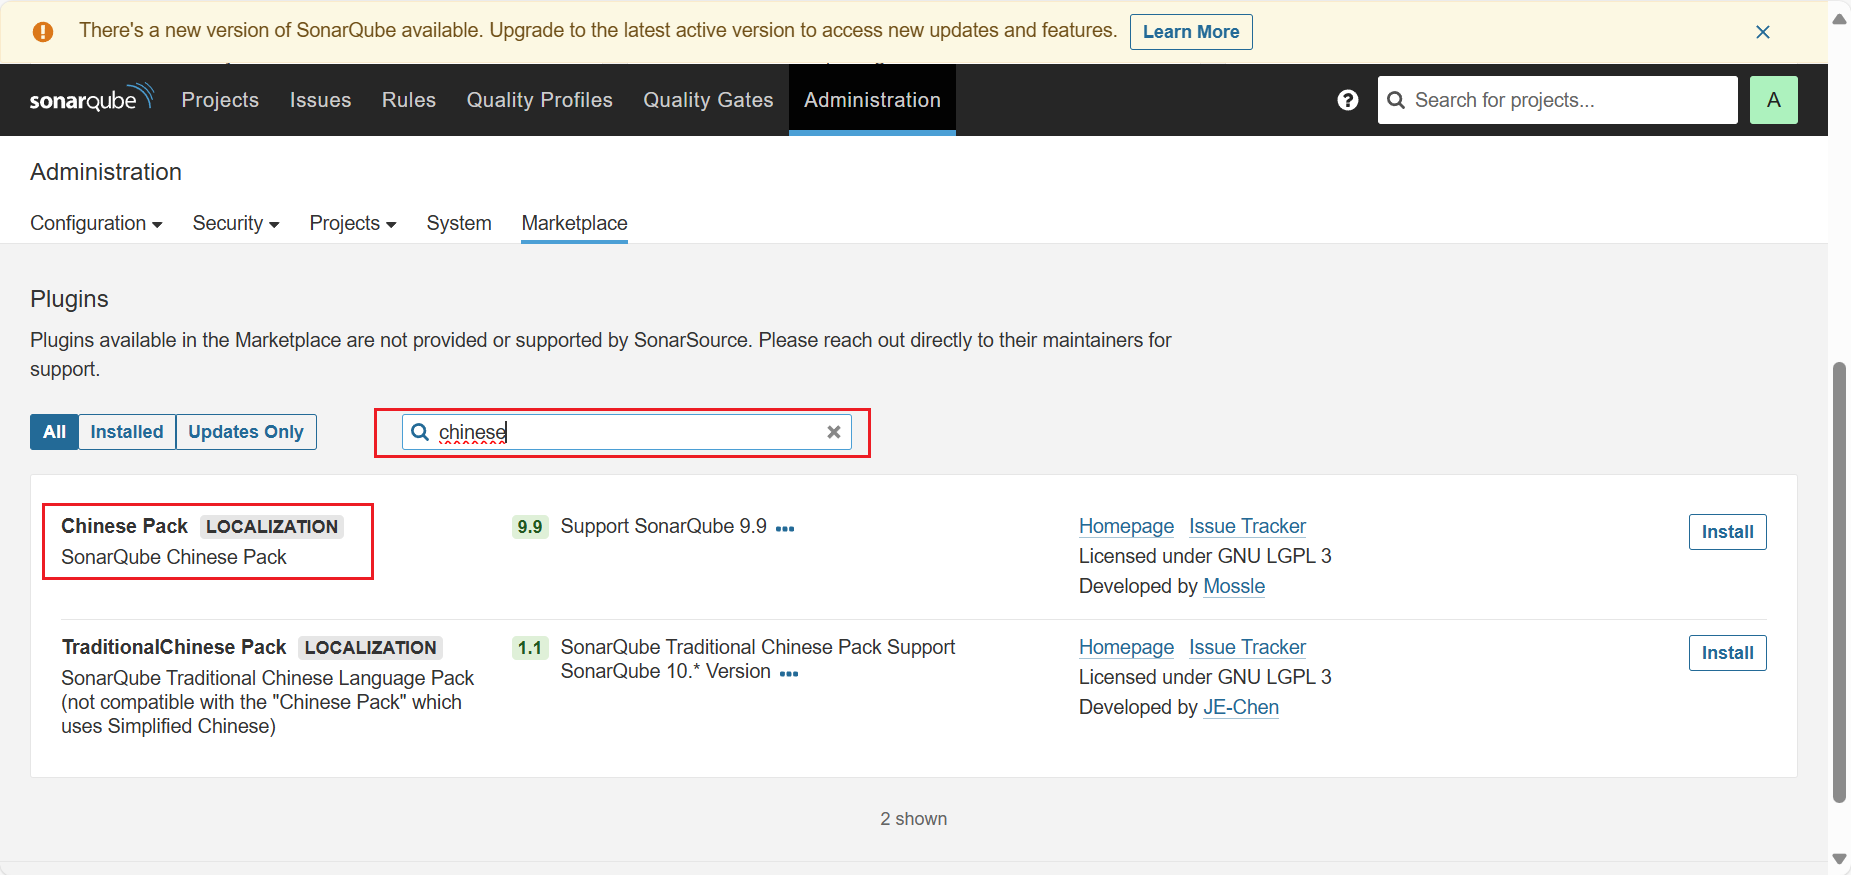 There's a new version of SonarQube available. Upgrade to the latest active version to access new updates and features. Learn More
sonarqube Projects Issues Rules Quality Profiles Quality Gates Administration Search for projects... A
Administration
Configuration Security Projects System Marketplace
Plugins
Plugins available in the Marketplace are not provided or supported by SonarSource. Please reach out directly to their maintainers for
support.
All Installed Updates Only chinese
Chinese Pack LOCALIZATION 9.9 Support SonarQube 9.9 ••• Homepage Issue Tracker Install
SonarQube Chinese Pack Licensed under GNU LGPL 3
Developed by Mossle
TraditionalChinese Pack LOCALIZATION 1.1 SonarQube Traditional Chinese Pack Support Homepage Issue Tracker Install
SonarQube 10.* Version •••
SonarQube Traditional Chinese Language Pack Licensed under GNU LGPL 3
(not compatible with the "Chinese Pack" which Developed by JE-Chen
uses Simplified Chinese)
2 shown